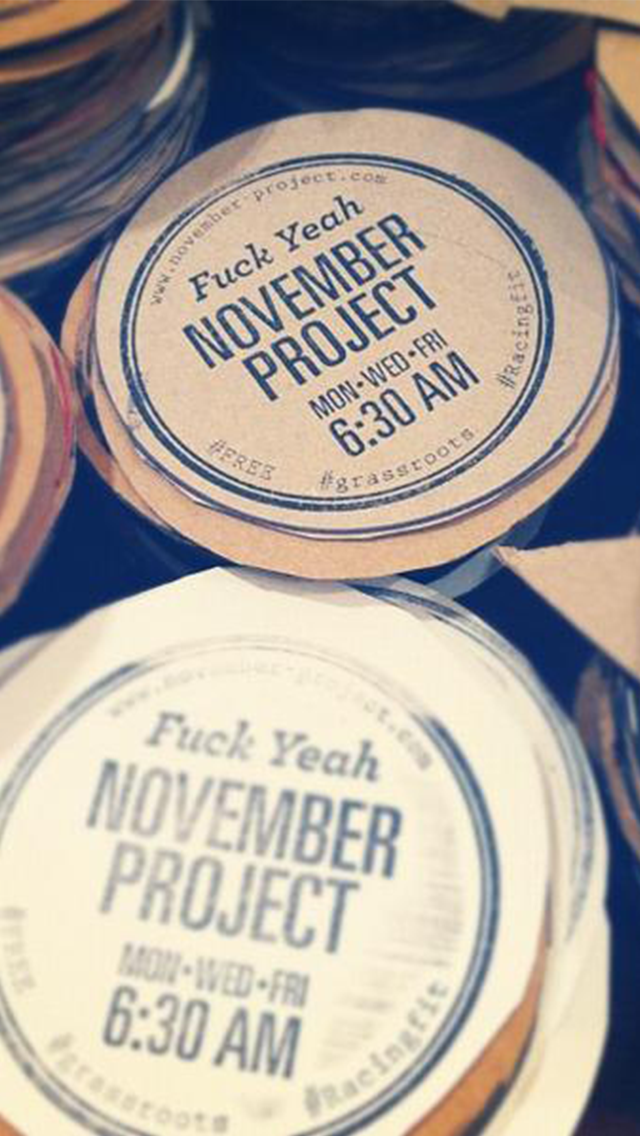 www.november-project.com
Fuck Yeah
NOVEMBER
PROJECT
MON•WED•FRI
6:30 AM
#FREE
#grassroots
#Racingfit
www.november-project.com
Fuck Yeah
NOVEMBER
PROJECT
MON•WED•FRI
6:30 AM
#FREE
#grassroots
#Racingfit